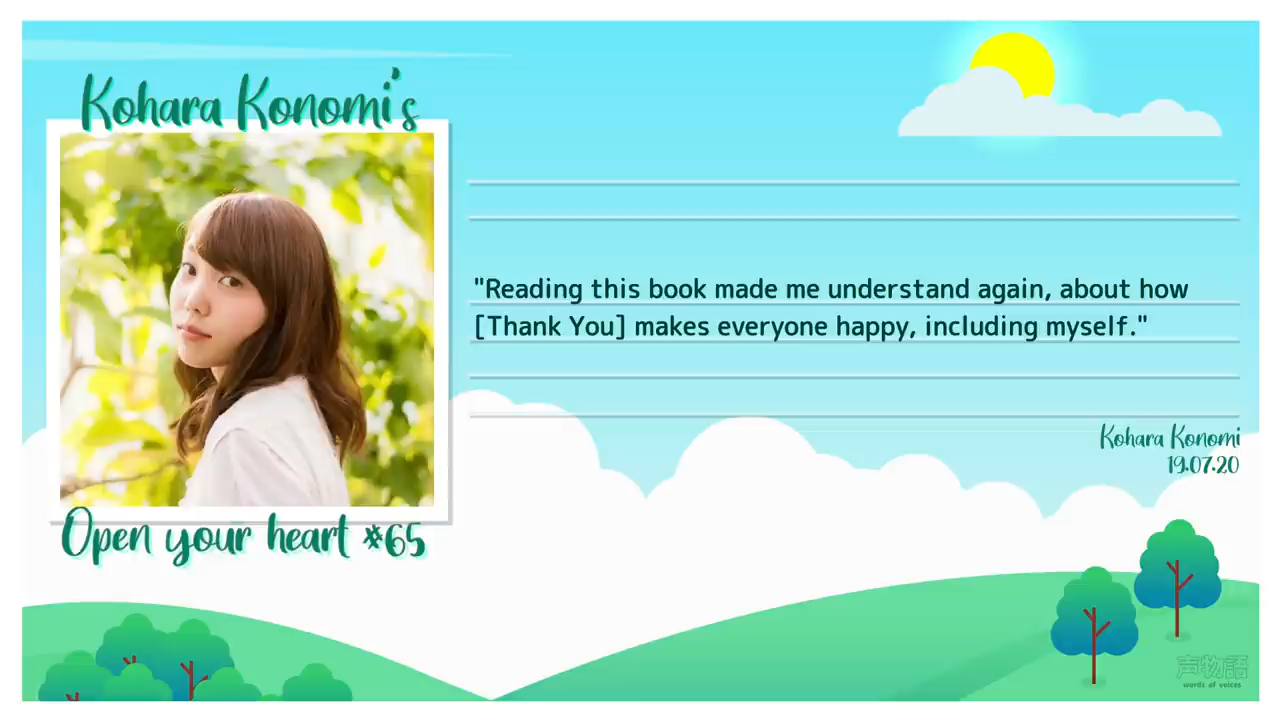 Kohara Konomi's
Open your heart #65
"Reading this book made me understand again, about how
[Thank You] makes everyone happy, including myself."
Kohara Konomi
19.07.20
声物語
words of voices